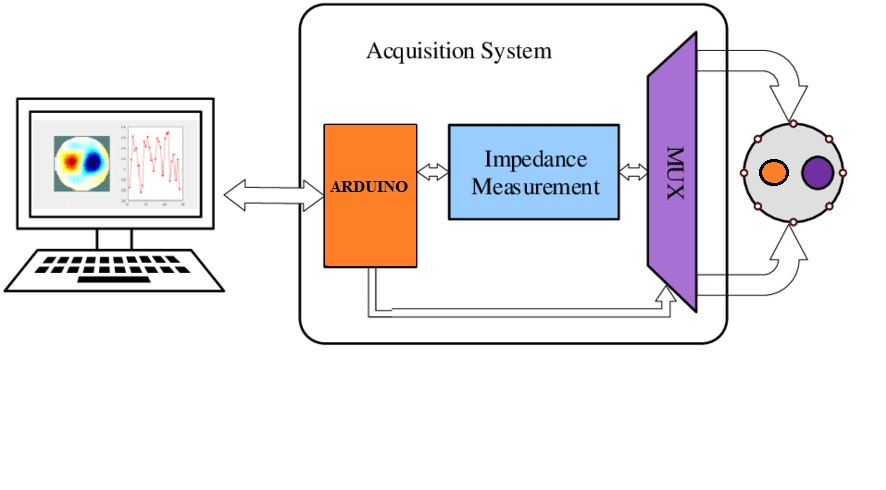 Acquisition System
ARDUINO
Impedance
Measurement
MUX